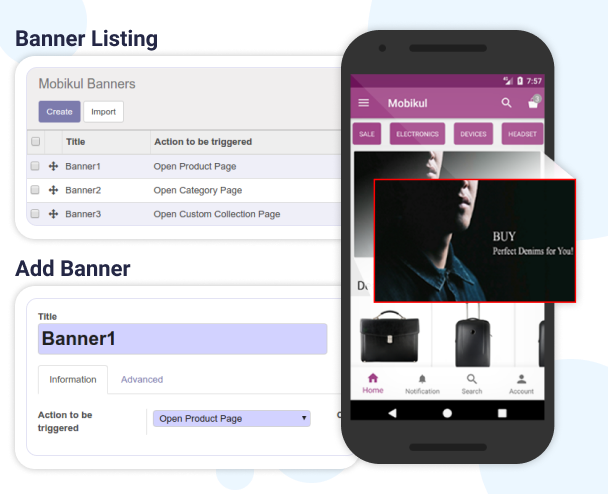 Banner Listing
Mobikul Banners
Create Import
Title Action to be triggered
Banner1 Open Product Page
Banner2 Open Category Page
Banner3 Open Custom Collection Page
Add Banner
Title
Banner1
Information Advanced
Action to be
triggered
Open Product Page
7:57
Mobikul
SALE ELECTRONICS DEVICES HEADSET
BUY
Perfect Denims for You!
Home Notification Search Account